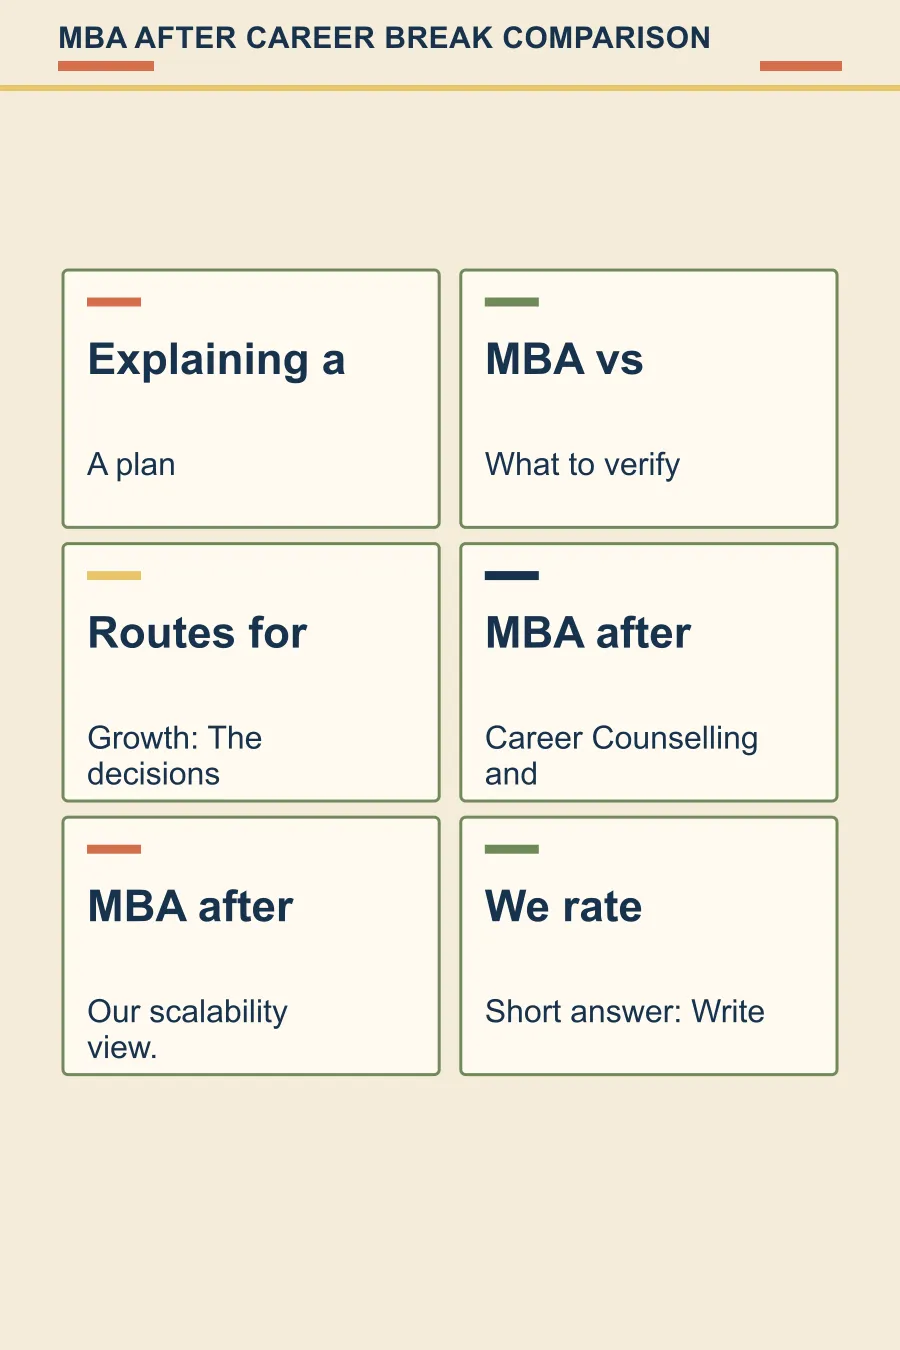 MBA AFTER CAREER BREAK COMPARISON
Explaining a
A plan
MBA vs
What to verify
Routes for
Growth: The
decisions
MBA after
Career Counselling
and
MBA after
Our scalability
view.
We rate
Short answer: Write